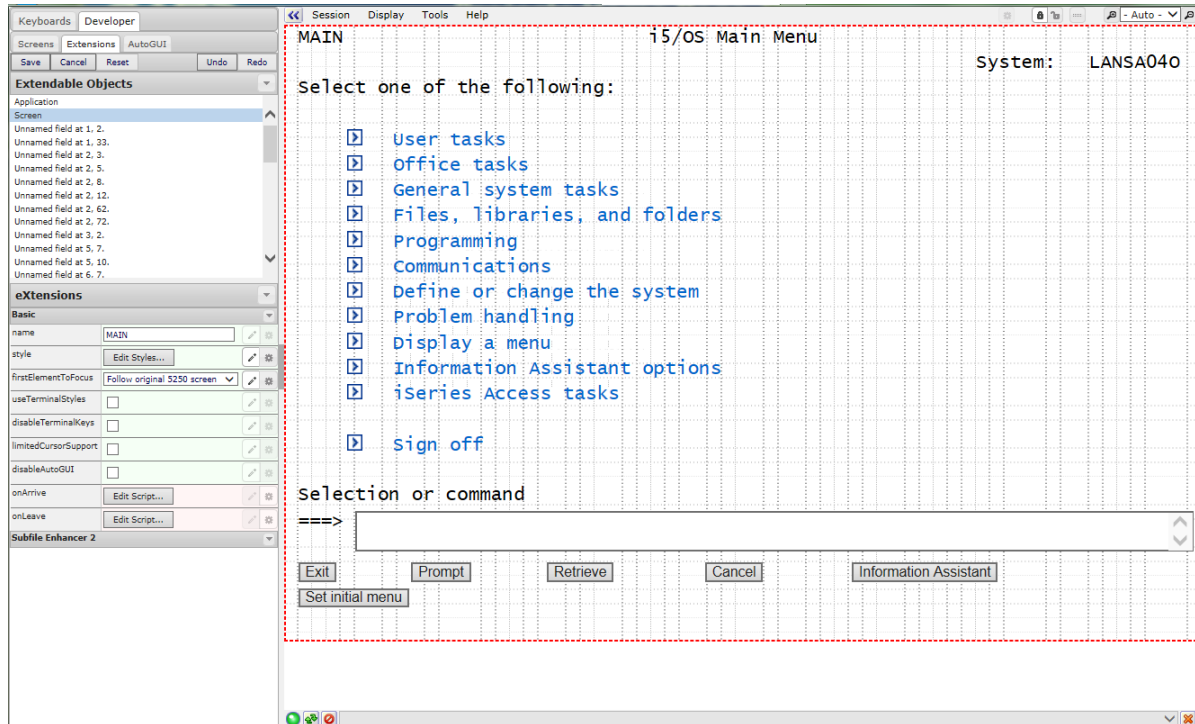 Keyboards Developer
Screens Extensions AutoGUI
Save Cancel Reset Undo Redo
Extendable Objects
Application
Screen
Unnamed field at 1, 2.
Unnamed field at 1, 33.
Unnamed field at 2, 3.
Unnamed field at 2, 5.
Unnamed field at 2, 8.
Unnamed field at 2, 12.
Unnamed field at 2, 62.
Unnamed field at 2, 72.
Unnamed field at 3, 2.
Unnamed field at 5, 7.
Unnamed field at 5, 10.
Unnamed field at 6, 7.
eXtensions
Basic
name MAIN
style Edit Styles...
firstElementToFocus Follow original 5250 screen
useTerminalStyles
disableTerminalKeys
limitedCursorSupport
disableAutoGUI
onArrive Edit Script...
onLeave Edit Script...
Subfile Enhancer 2
Session Display Tools Help - Auto -
MAIN i5/OS Main Menu
System: LANSA04O
Select one of the following:
User tasks
Office tasks
General system tasks
Files, libraries, and folders
Programming
Communications
Define or change the system
Problem handling
Display a menu
Information Assistant options
iSeries Access tasks
Sign off
Selection or command
===>
Exit Prompt Retrieve Cancel Information Assistant
Set initial menu